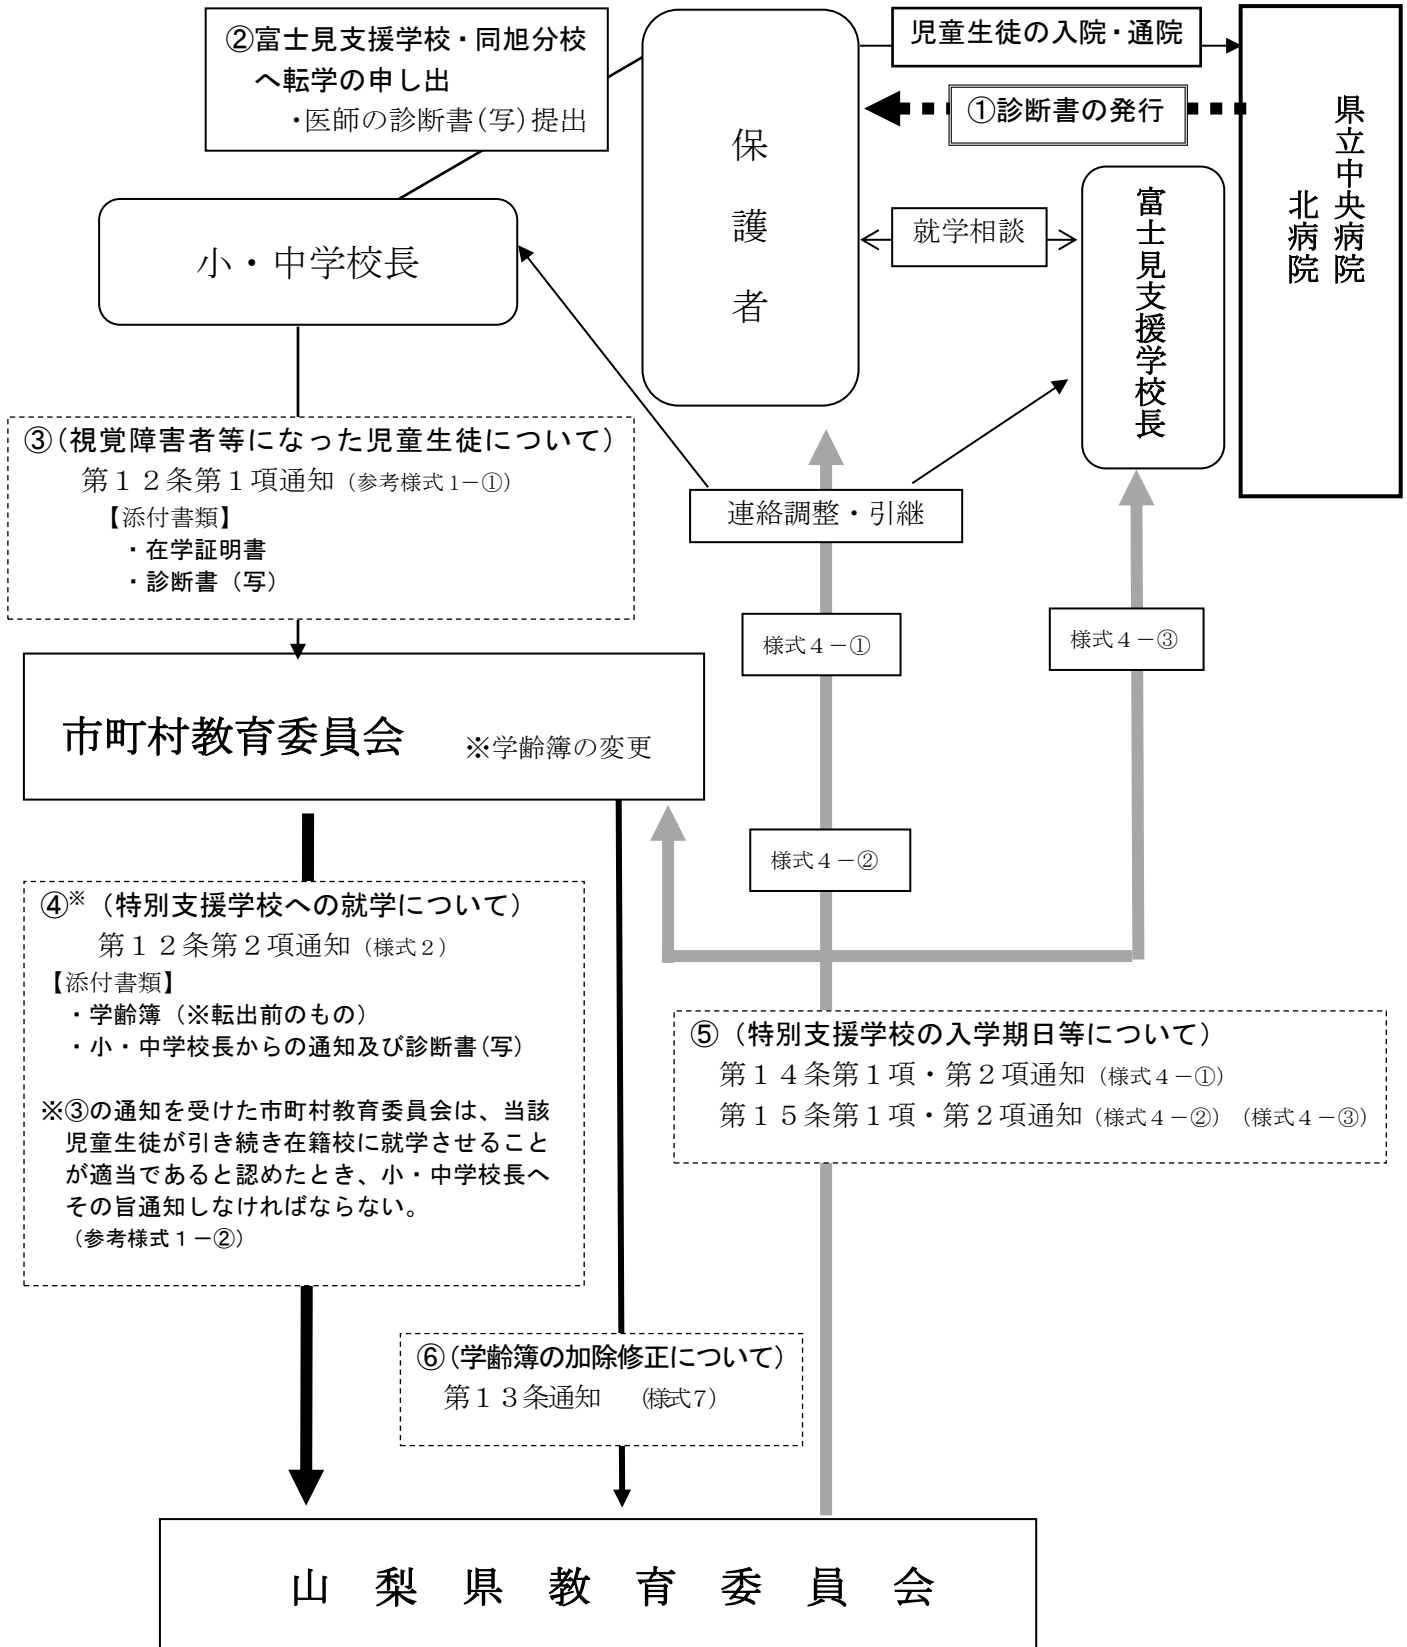 ②富士見支援学校・同旭分校
へ転学の申し出
・医師の診断書(写)提出
児童生徒の入院・通院
①診断書の発行
県立中央病院
北病院
保護者
富士見支援学校長
就学相談
小・中学校長
③(視覚障害者等になった児童生徒について)
第12条第1項通知（参考様式1－①）
【添付書類】
・在学証明書
・診断書（写）
連絡調整・引継
様式4－①
様式4－③
市町村教育委員会 ※学齢簿の変更
様式4－②
④※（特別支援学校への就学について）
第12条第2項通知（様式2）
【添付書類】
・学齢簿（※転出前のもの）
・小・中学校長からの通知及び診断書(写)
※③の通知を受けた市町村教育委員会は、当該
児童生徒が引き続き在籍校に就学させること
が適当であると認めたとき、小・中学校長へ
その旨通知しなければならない。
（参考様式1－②）
⑤（特別支援学校の入学期日等について）
第14条第1項・第2項通知（様式4－①）
第15条第1項・第2項通知（様式4－②）（様式4－③）
⑥(学齢簿の加除修正について)
第13条通知 （様式7）
山梨県教育委員会